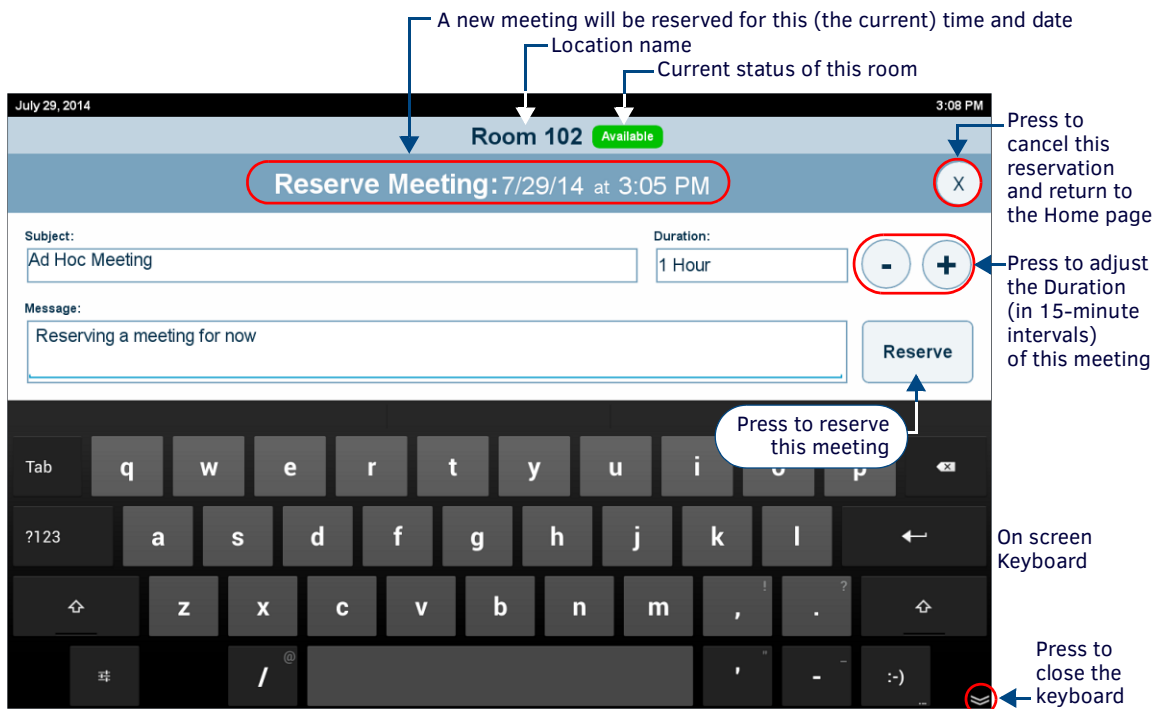 A new meeting will be reserved for this (the current) time and date
Location name
Current status of this room
July 29, 2014
3:08 PM
Room 102 Available
Reserve Meeting: 7/29/14 at 3:05 PM
X
Press to
cancel this
reservation
and return to
the Home page
Subject:
Ad Hoc Meeting
Duration:
1 Hour
- +
Press to adjust
the Duration
(in 15-minute
intervals)
of this meeting
Message:
Reserving a meeting for now
Reserve
Press to reserve
this meeting
Tab q w e r t y u i o p
?123 a s d f g h j k l
On screen
Keyboard
z x c v b n m , ! . ?
/ @ ' " - _ :-) ...
Press to
close the
keyboard